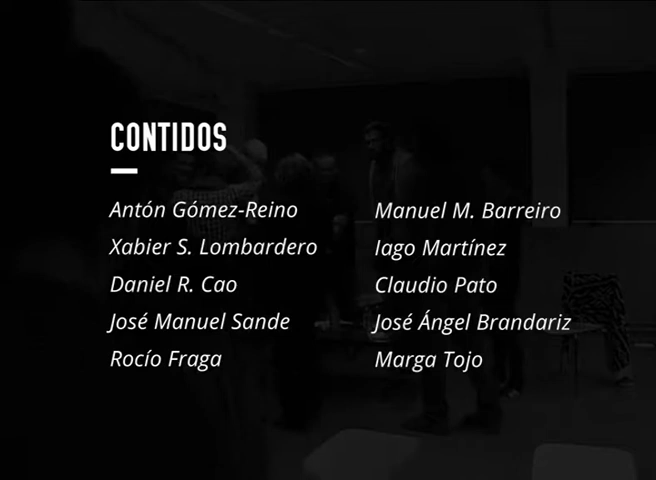 CONTIDOS
Antón Gómez-Reino
Xabier S. Lombardero
Daniel R. Cao
José Manuel Sande
Rocío Fraga
Manuel M. Barreiro
Iago Martínez
Claudio Pato
José Ángel Brandariz
Marga Tojo